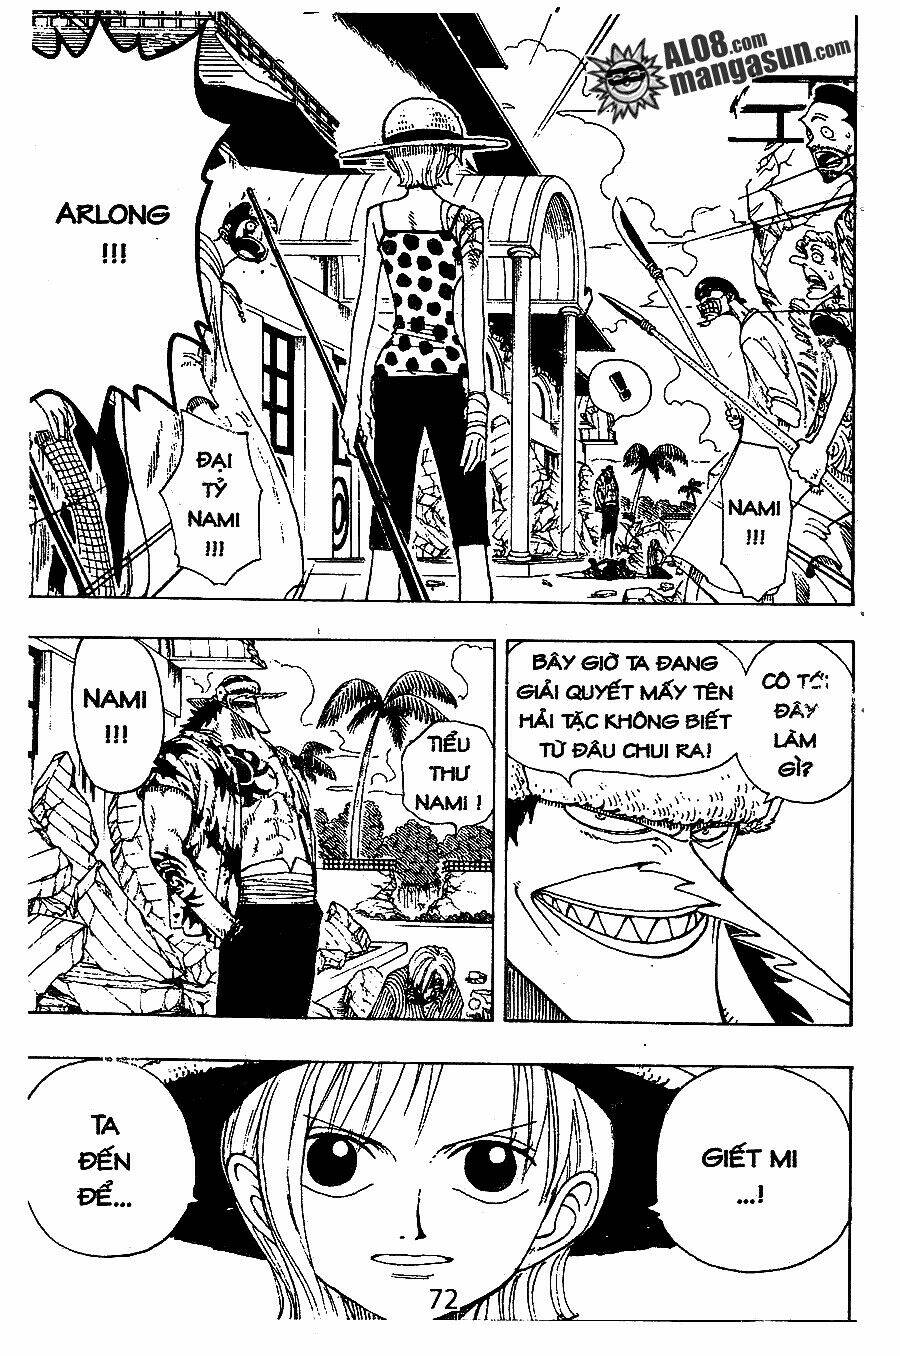 AL08.com
mangasun.com
ARLONG
!!!
ĐẠI
TỶ
NAMI
!!!
!!
NAMI
!!!
NAMI
!!!
TIỂU
THƯ
NAMI !
BÂY GIỜ TA ĐANG
GIẢI QUYẾT MẤY TÊN
HẢI TẶC KHÔNG BIẾT
TỪ ĐÂU CHUI RA!
CÔ TỚI
ĐÂY
LÀM
GÌ?
TA
ĐẾN
ĐỂ...
GIẾT MI
...!
72